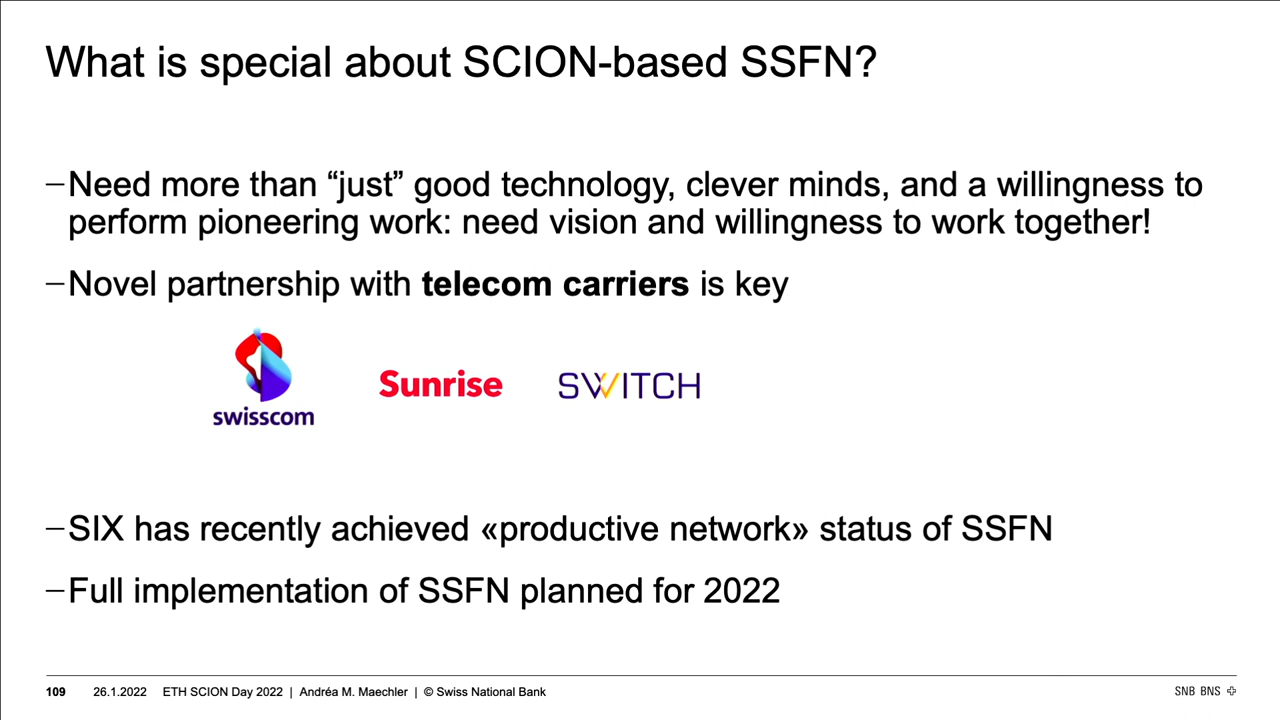 What is special about SCION-based SSFN?
–Need more than “just” good technology, clever minds, and a willingness to
perform pioneering work: need vision and willingness to work together!
–Novel partnership with telecom carriers is key
swisscom
Sunrise
SWITCH
–SIX has recently achieved «productive network» status of SSFN
–Full implementation of SSFN planned for 2022
109 26.1.2022 ETH SCION Day 2022 | Andréa M. Maechler | © Swiss National Bank
SNB BNS